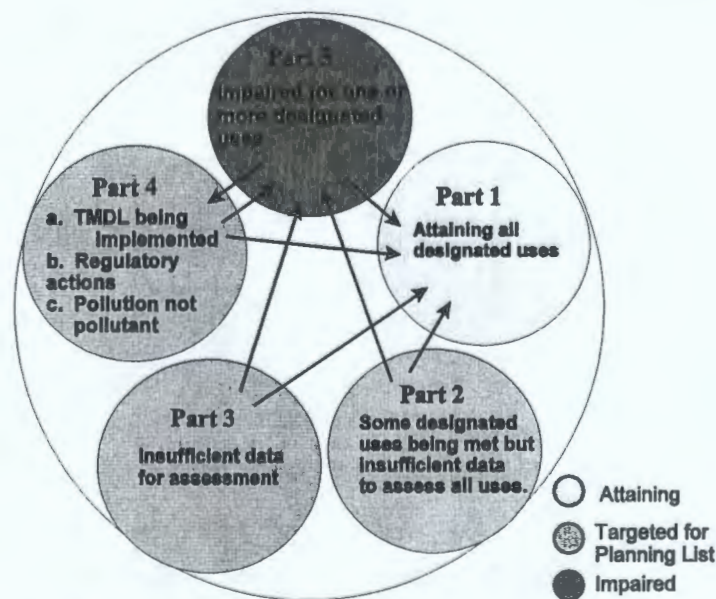 Part 5
Impaired for one or
more designated
uses
Part 4
a. TMDL being
Implemented
b. Regulatory
actions
c. Pollution not
pollutant
Part 1
Attaining all
designated uses
Part 3
Insufficient data
for assessment
Part 2
Some designated
uses being met but
insufficient data
to assess all uses.
Attaining
Targeted for
Planning List
Impaired